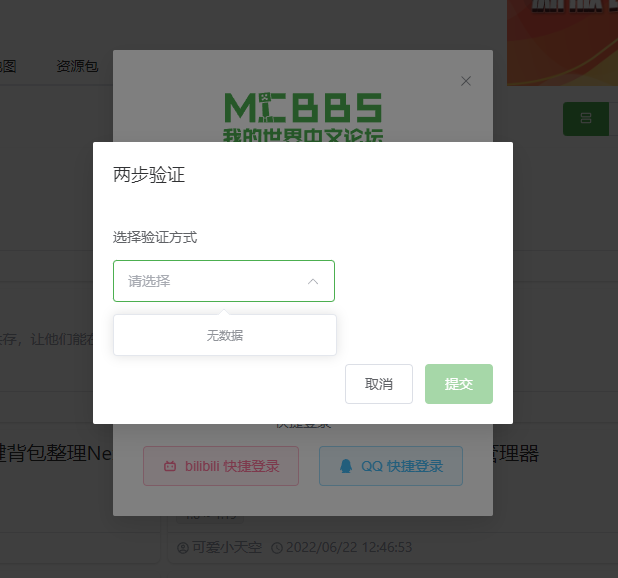 资源包
MCBBS
我的世界中文论坛
两步验证
选择验证方式
请选择
无数据
取消
提交
快捷登录
存，让他们能在
键背包整理Ne
管理器
bilibili 快捷登录
QQ 快捷登录
可爱小天空 2022/06/22 12:46:53